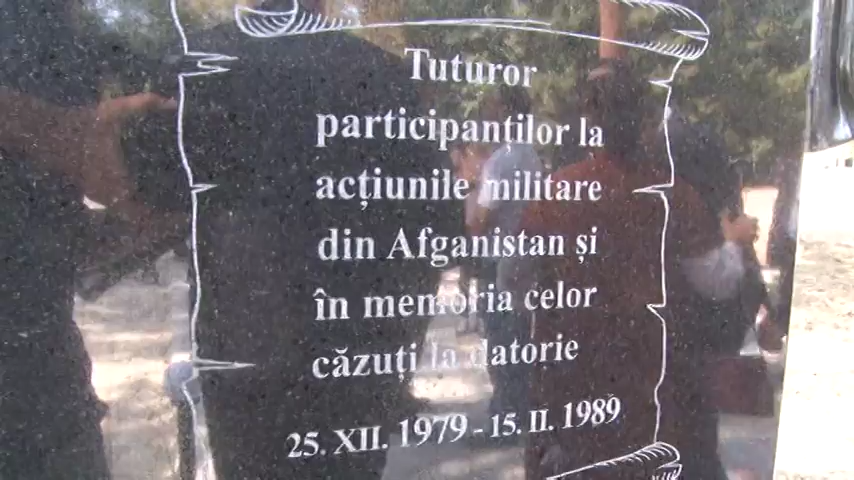 Tuturor
participanților la
acțiunile militare
din Afganistan și
în memoria celor
căzuți la datorie
25. XII. 1979 - 15. II. 1989